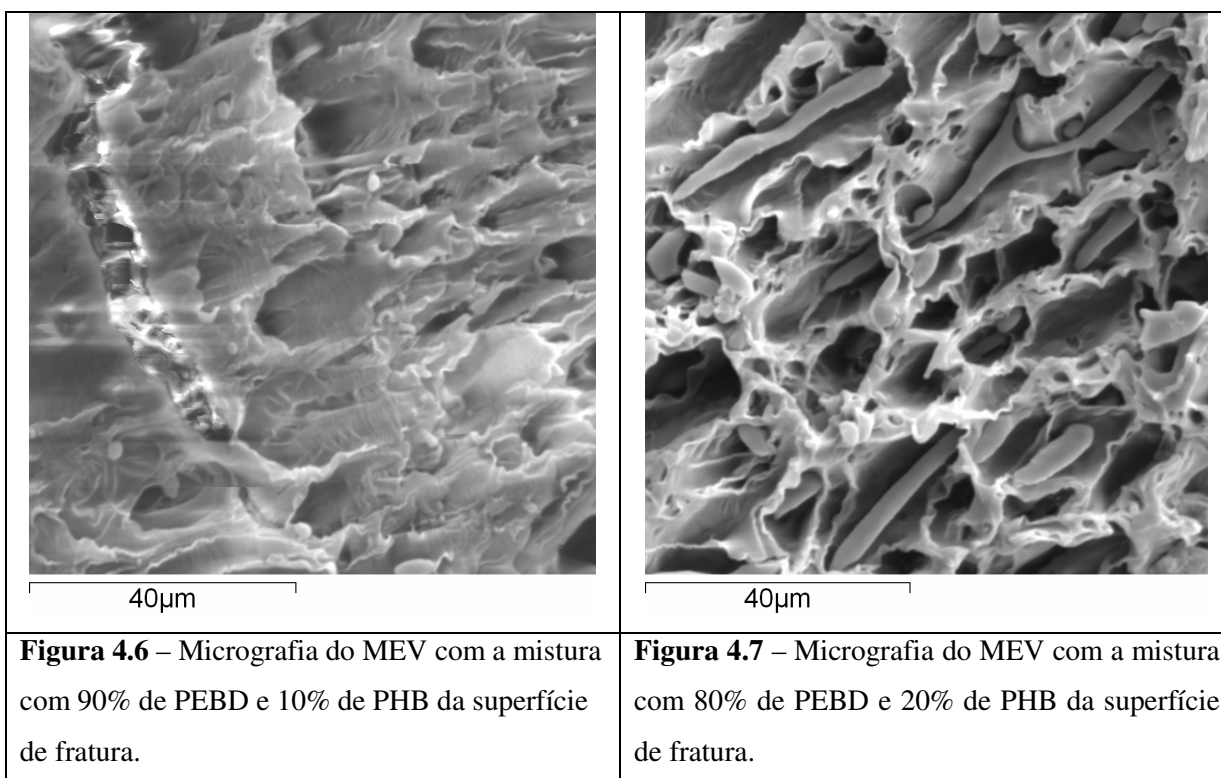 40µm
40µm
Figura 4.6 – Micrografia do MEV com a mistura
com 90% de PEBD e 10% de PHB da superfície
de fratura.
Figura 4.7 – Micrografia do MEV com a mistura
com 80% de PEBD e 20% de PHB da superfície
de fratura.